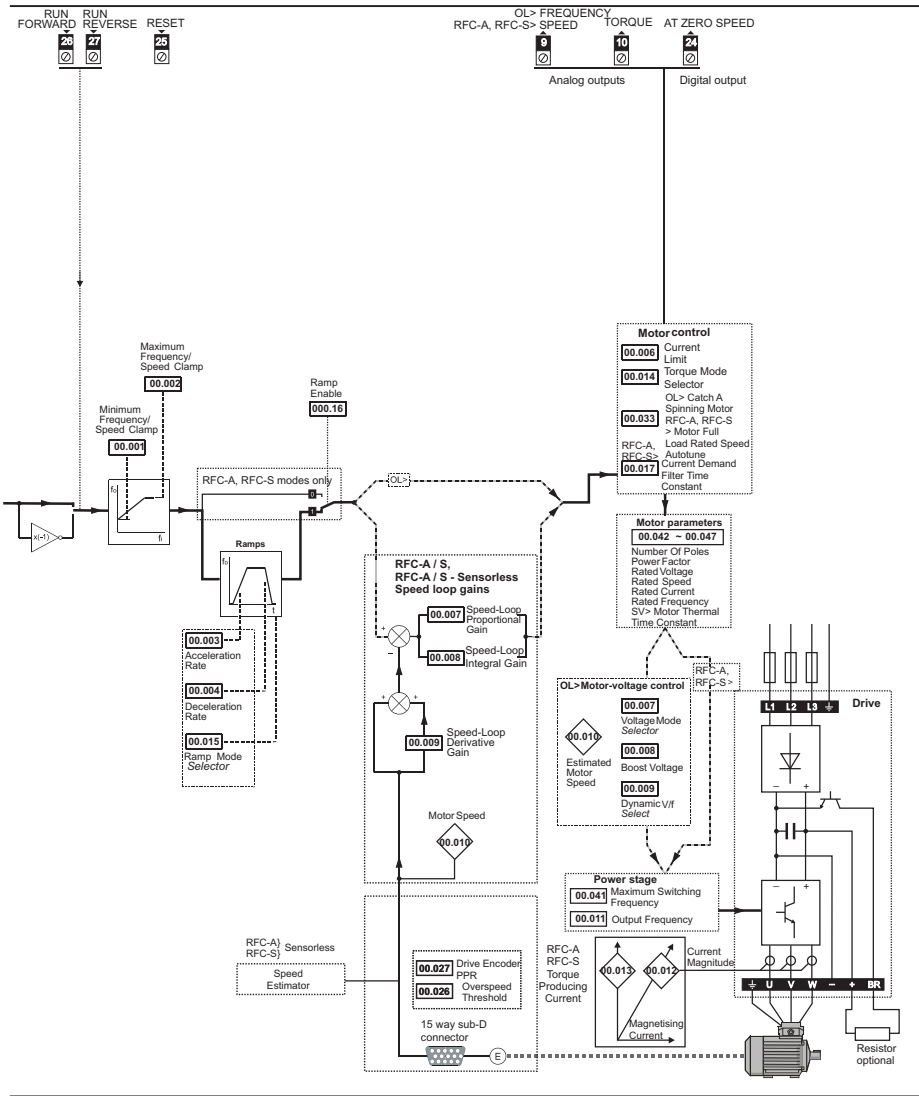 RUN
FORWARD
RUN
REVERSE
RESET
26
27
25
OL> FREQUENCY
RFC-A, RFC-S> SPEED
TORQUE
AT ZERO SPEED
9
10
24
Analog outputs
Digital output
Maximum
Frequency/
Speed Clamp
00.002
Minimum
Frequency/
Speed Clamp
00.001
Ramp
Enable
000.16
RFC-A, RFC-S modes only
0
1
OL>
x(-1)
f₀
fᵢ
Ramps
f₀
t
00.003
Acceleration
Rate
00.004
Deceleration
Rate
00.015
Ramp Mode
Selector
RFC-A / S,
RFC-A / S - Sensorless
Speed loop gains
+
–
00.007
Speed-Loop
Proportional
Gain
00.008
Speed-Loop
Integral Gain
+ +
00.009
Speed-Loop
Derivative
Gain
Motor Speed
00.010
RFC-A}
RFC-S}
Sensorless
Speed
Estimator
00.027
Drive Encoder
PPR
00.026
Overspeed
Threshold
15 way sub-D
connector
E
Motor control
00.006
Current
Limit
00.014
Torque Mode
Selector
00.033
OL> Catch A
Spinning Motor
RFC-A, RFC-S
> Motor Full
Load Rated Speed
Autotune
RFC-A,
RFC-S>
00.017
Current Demand
Filter Time
Constant
Motor parameters
00.042 ~ 00.047
Number Of Poles
Power Factor
Rated Voltage
Rated Speed
Rated Current
Rated Frequency
SV> Motor Thermal
Time Constant
RFC-A,
RFC-S >
OL>Motor-voltage control
00.007
Voltage Mode
Selector
00.010
Estimated
Motor
Speed
00.008
Boost Voltage
00.009
Dynamic V/f
Select
Power stage
00.041
Maximum Switching
Frequency
00.011
Output Frequency
RFC-A
RFC-S
Torque
Producing
Current
00.013
00.012
Current
Magnitude
Magnetising
Current
L1 L2 L3
Drive
– +
– +
U V W – + BR
Resistor
optional